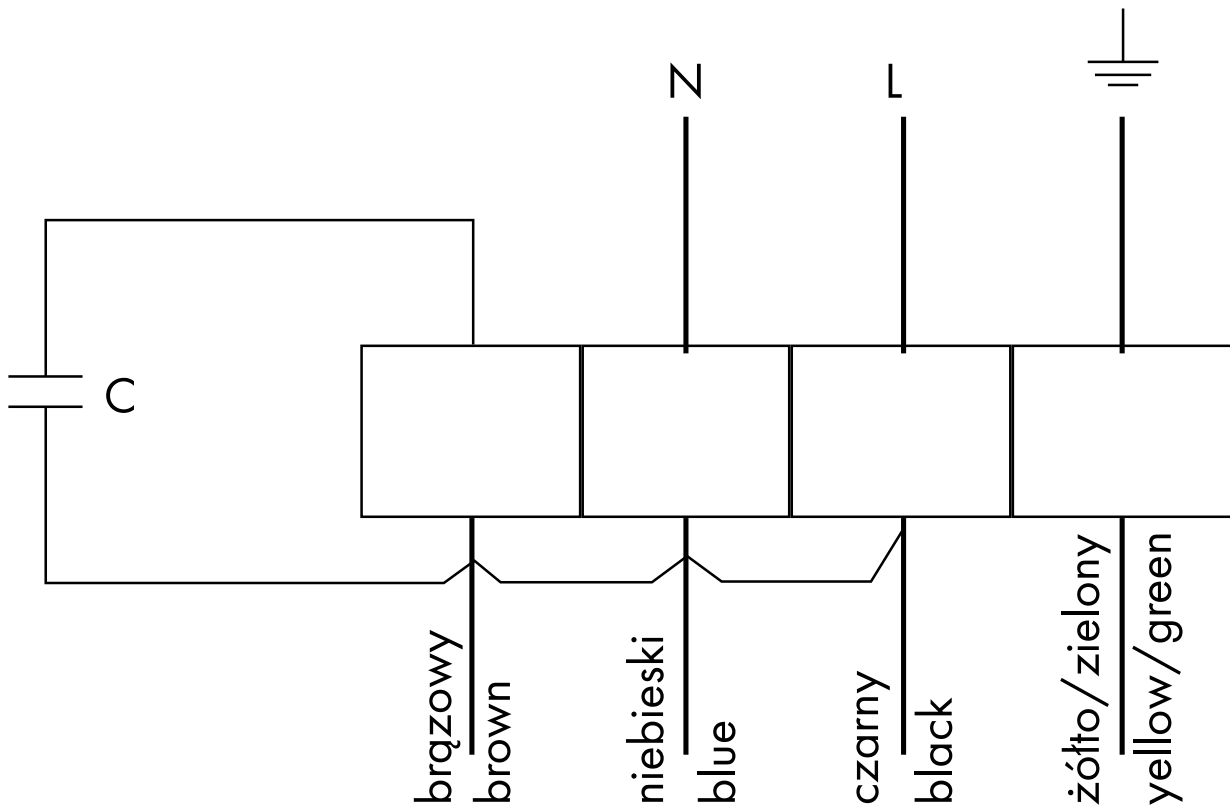 N
L
C
brązowy
brown
niebieski
blue
czarny
black
żółto/zielony
yellow/green